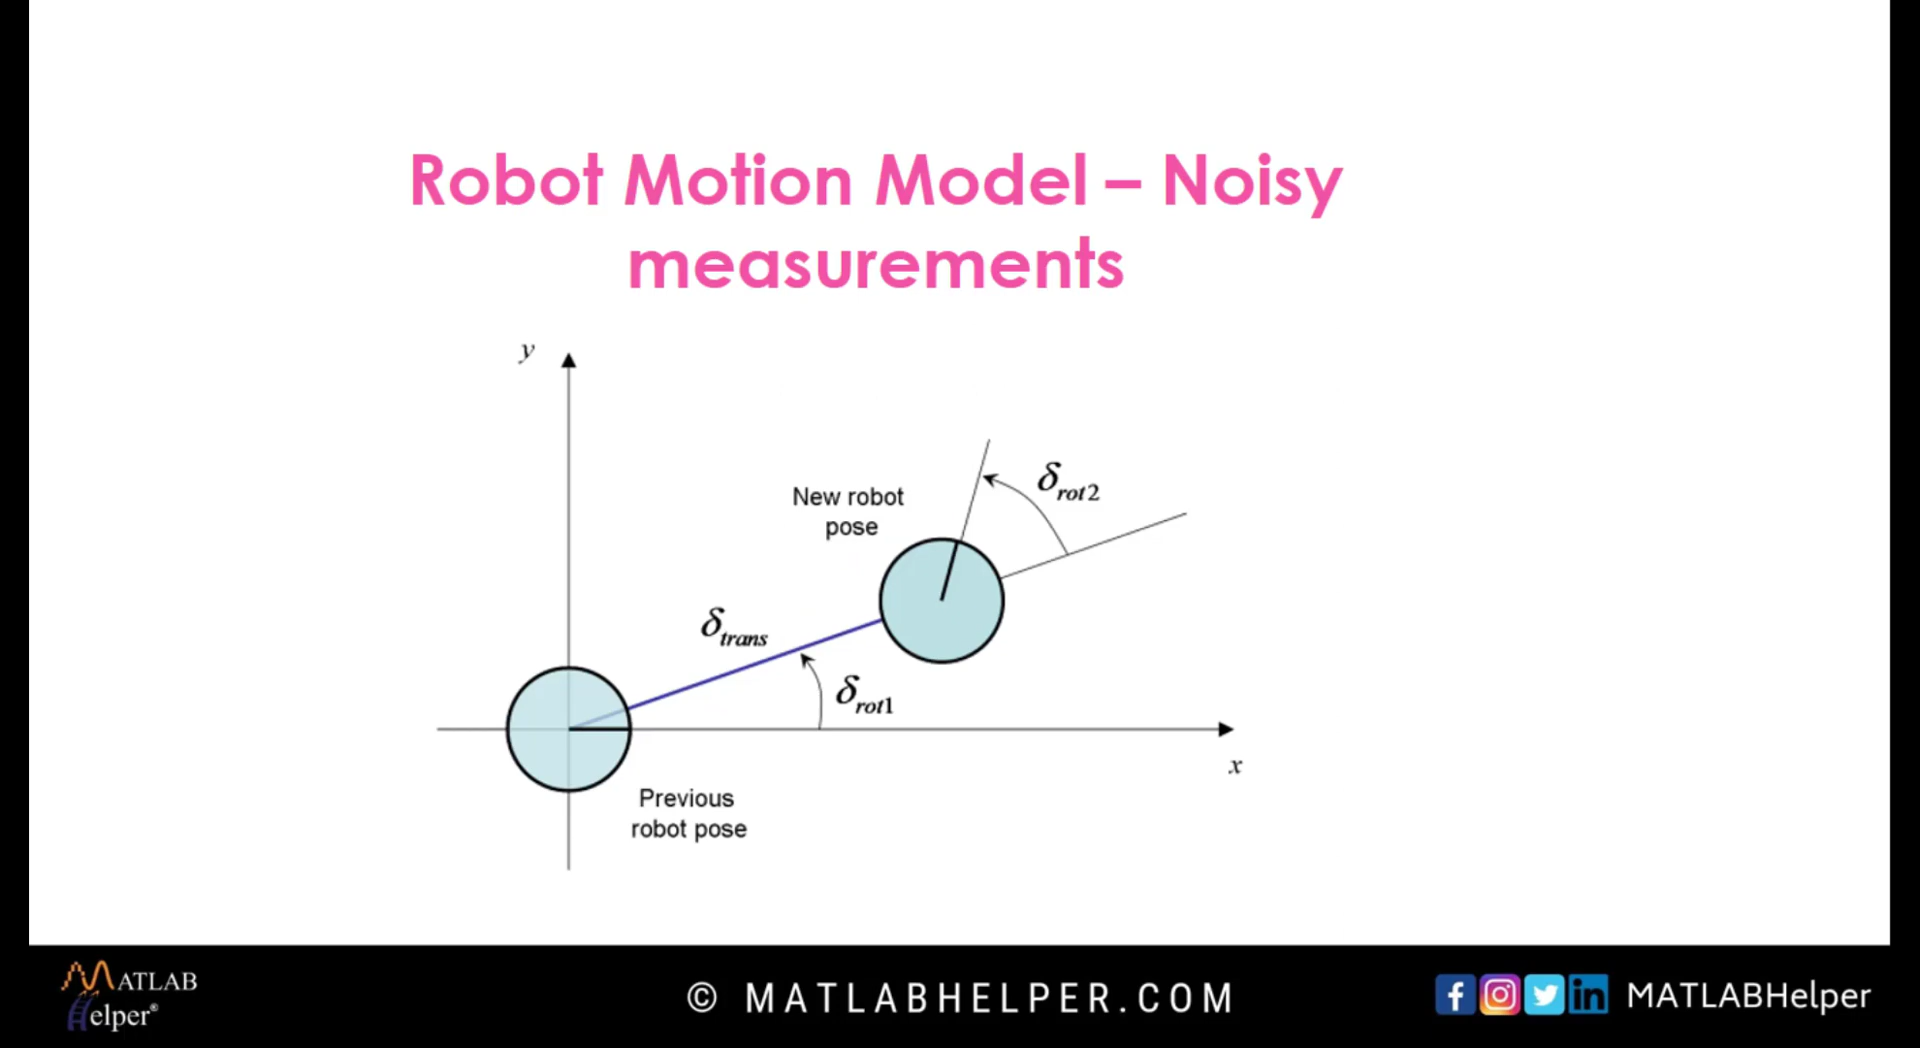 Robot Motion Model – Noisy
measurements
y
New robot
pose
δrot2
δtrans
δrot1
x
Previous
robot pose
MATLAB
Helper®
© MATLABHELPER.COM
f in MATLABHelper